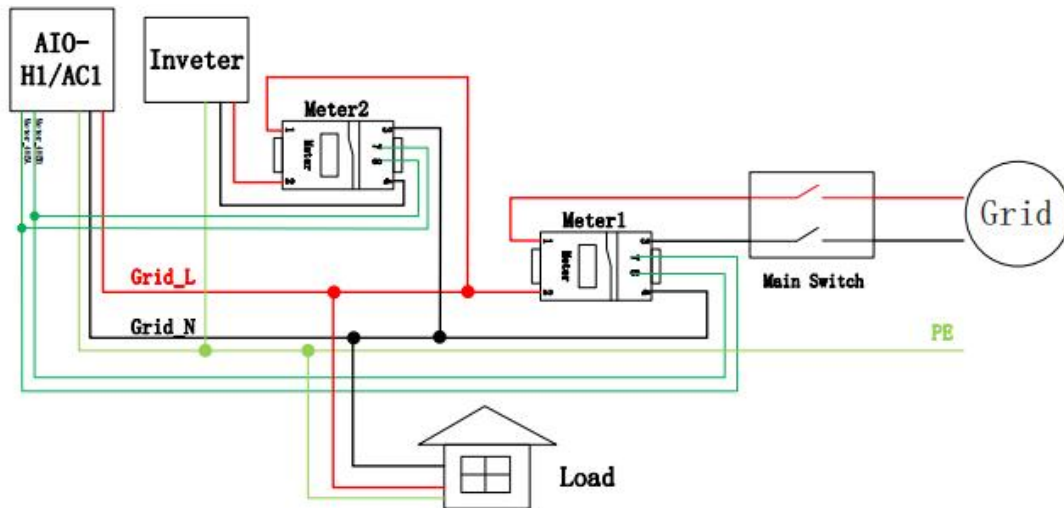 AIO-
H1/AC1
Inveter
Meter2
1
2
3
7
8
4
Meter
Meter1
1
2
3
7
8
4
Meter
Main Switch
Grid
Grid_L
Grid_N
PE
Load